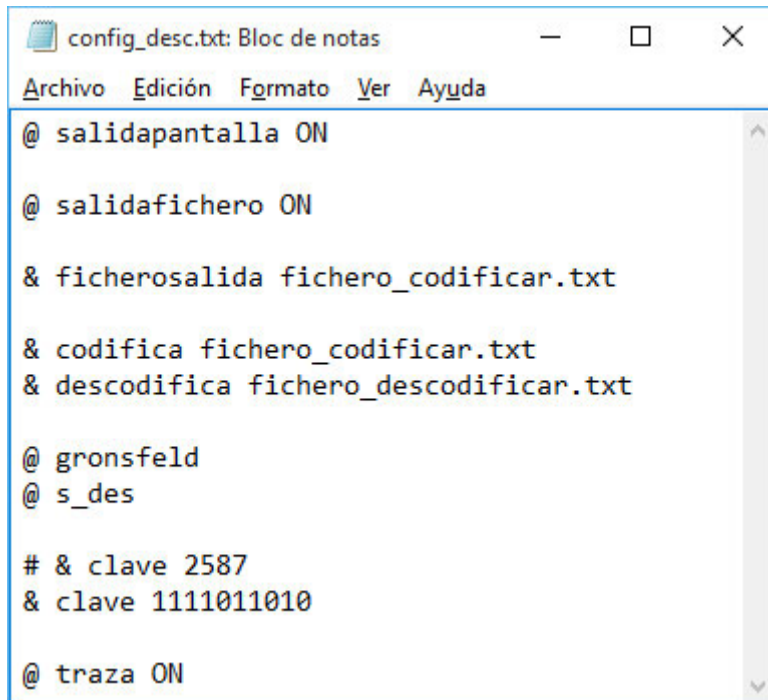 config_desc.txt: Bloc de notas
Archivo Edición Formato Ver Ayuda
@ salidapantalla ON
@ salidafichero ON
& ficherosalida fichero_codificar.txt
& codifica fichero_codificar.txt
& descodifica fichero_descodificar.txt
@ gronsfeld
@ s_des
# & clave 2587
& clave 1111011010
@ traza ON